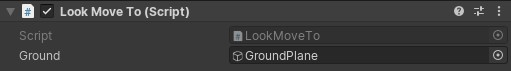 Look Move To (Script)
Script LookMoveTo
Ground GroundPlane